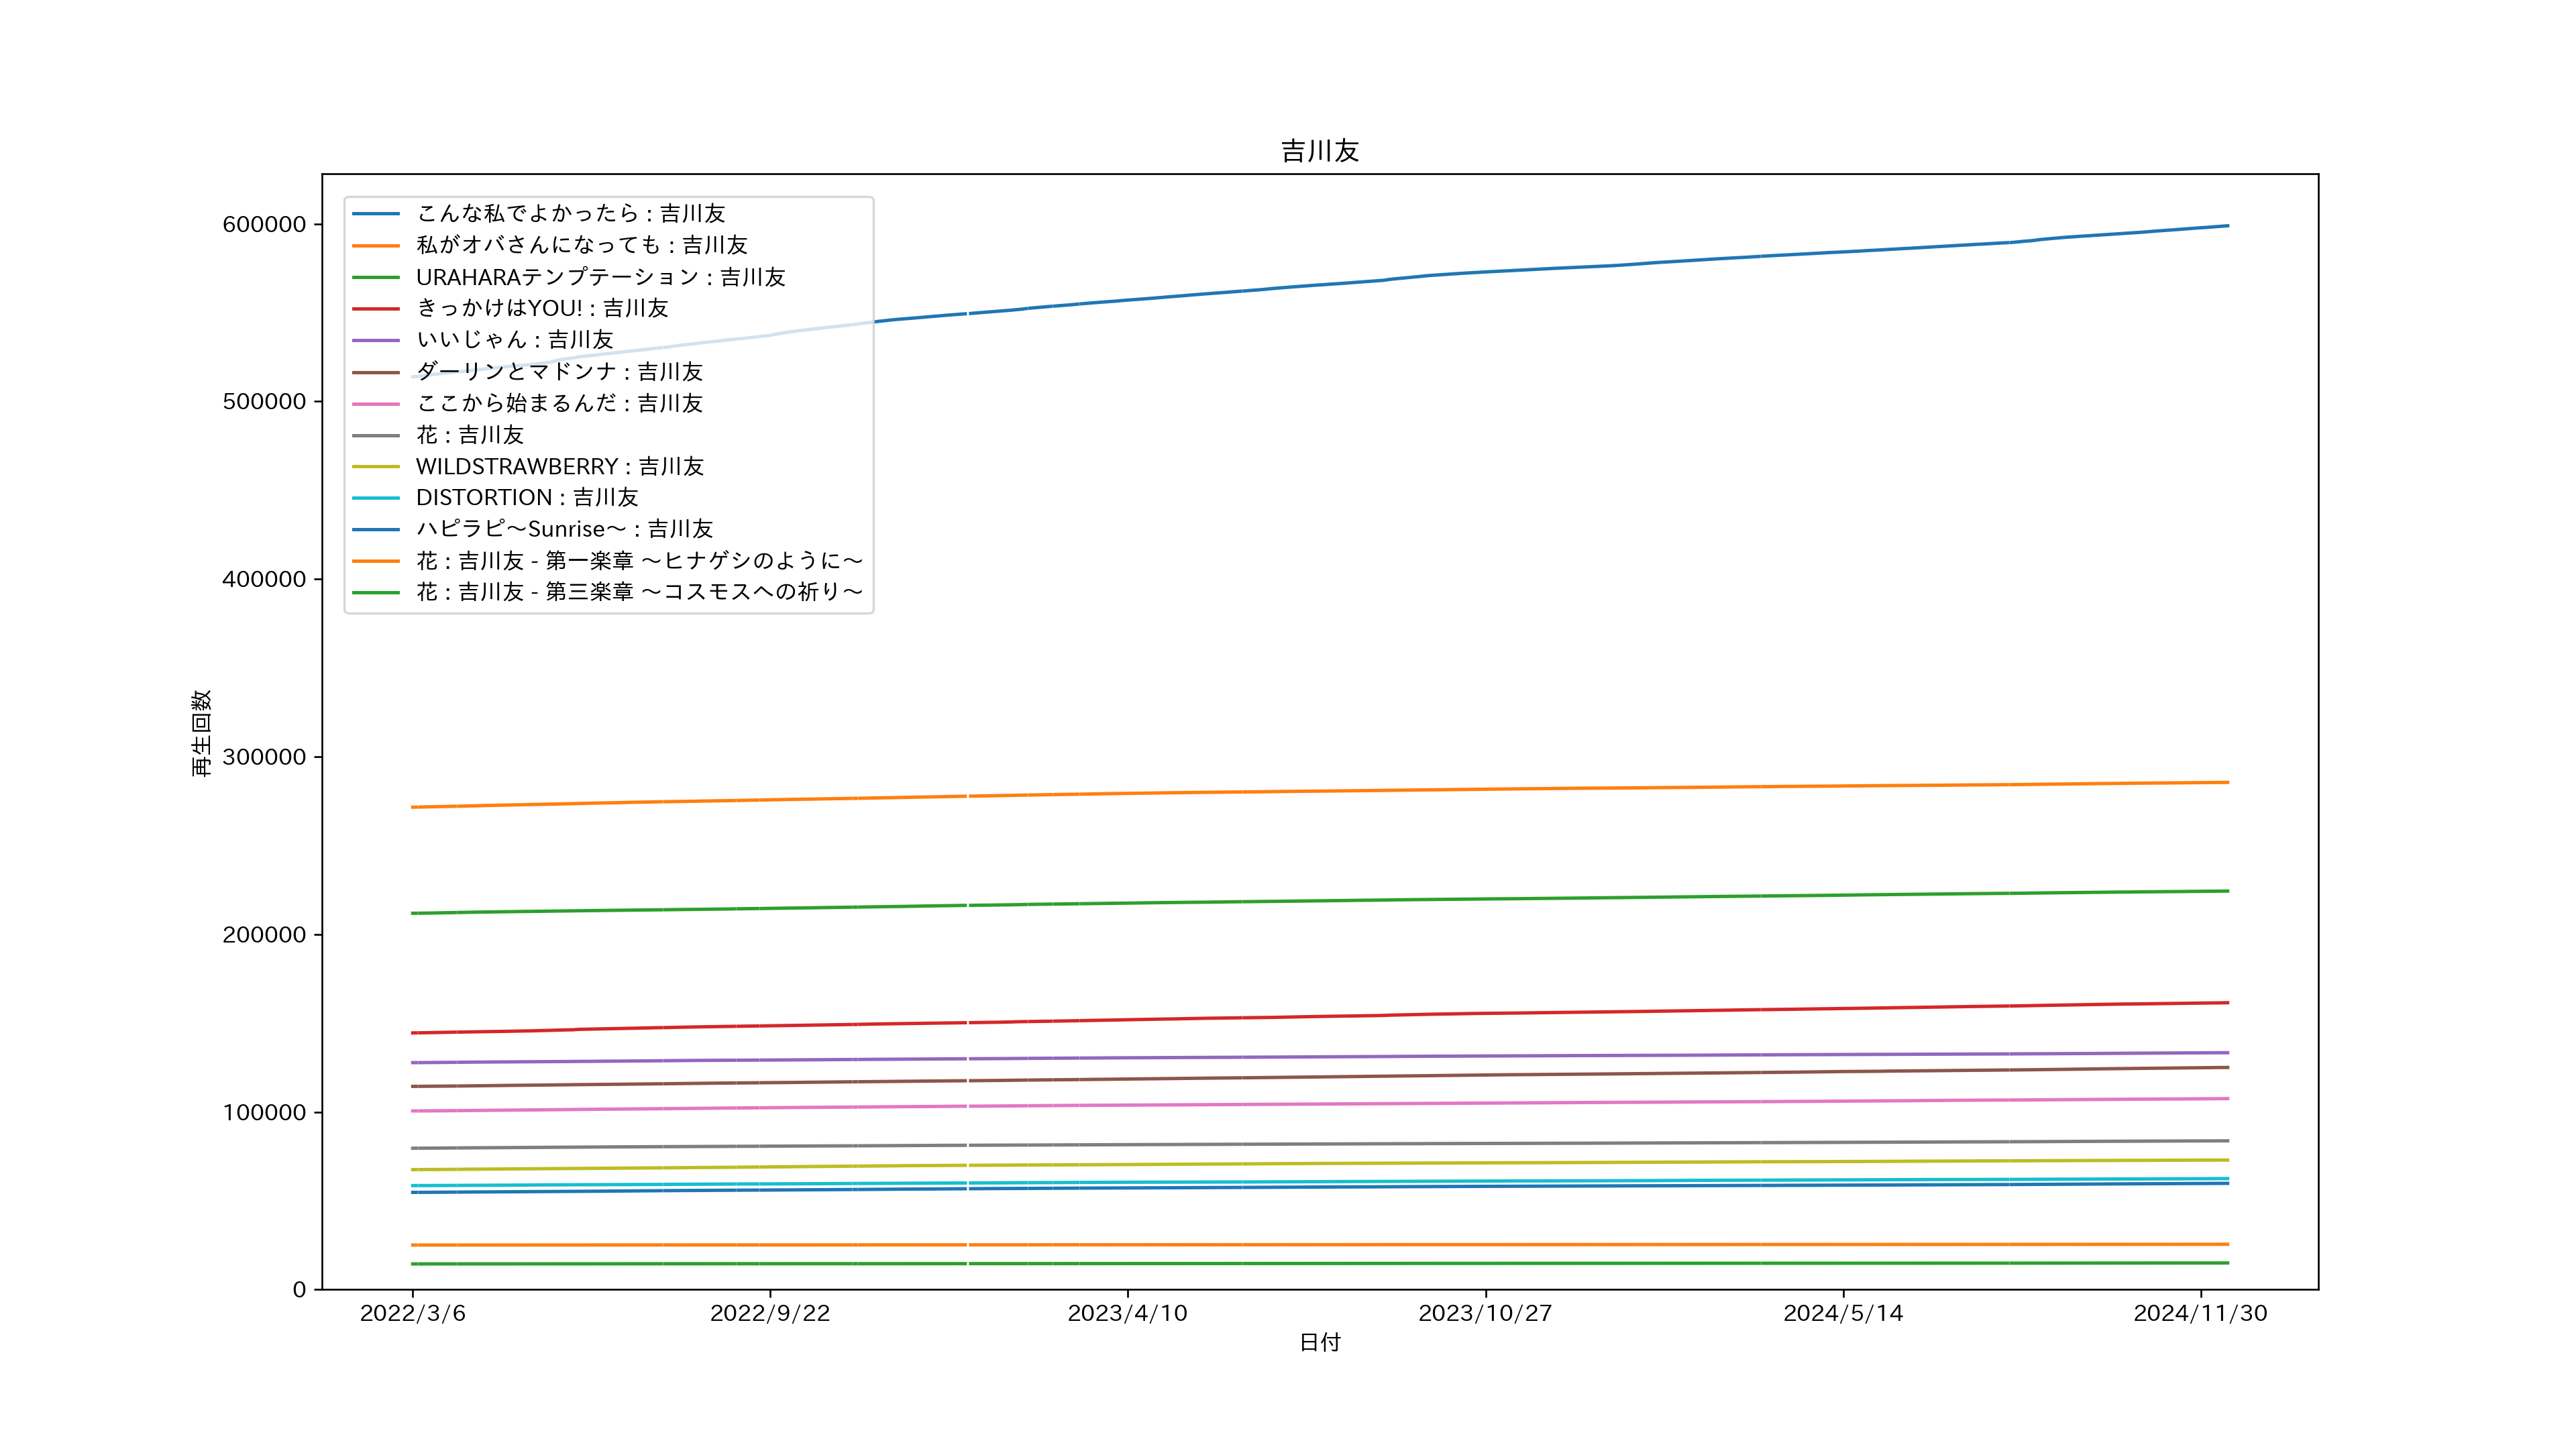 吉川友
こんな私でよかったら : 吉川友
私がオバさんになっても : 吉川友
URAHARAテンプテーション : 吉川友
きっかけはYOU! : 吉川友
いいじゃん : 吉川友
ダーリンとマドンナ : 吉川友
ここから始まるんだ : 吉川友
花 : 吉川友
WILDSTRAWBERRY : 吉川友
DISTORTION : 吉川友
ハピラピ〜Sunrise〜 : 吉川友
花 : 吉川友 - 第一楽章 〜ヒナゲシのように〜
花 : 吉川友 - 第三楽章 〜コスモスへの祈り〜
再生回数
600000
500000
400000
300000
200000
100000
0
2022/3/6 2022/9/22 2023/4/10 2023/10/27 2024/5/14 2024/11/30
日付